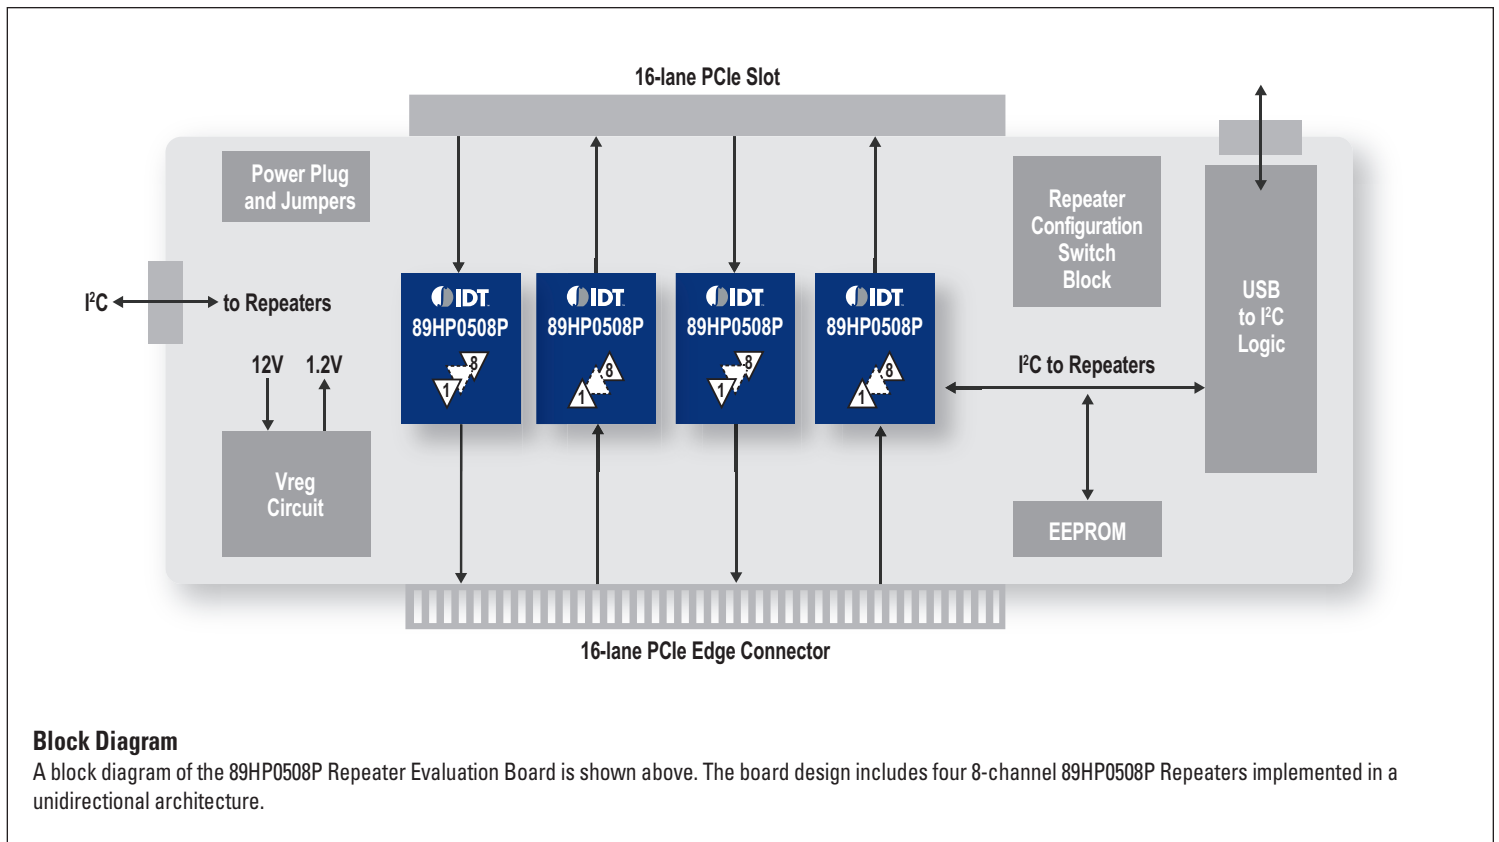 16-lane PCIe Slot
Power Plug
and Jumpers
Repeater
Configuration
Switch
Block
USB
to I²C
Logic
I²C
to Repeaters
IDT
89HP0508P
8
1
IDT
89HP0508P
8
1
IDT
89HP0508P
8
1
IDT
89HP0508P
8
1
12V
1.2V
I²C to Repeaters
Vreg
Circuit
EEPROM
16-lane PCIe Edge Connector
Block Diagram
A block diagram of the 89HP0508P Repeater Evaluation Board is shown above. The board design includes four 8-channel 89HP0508P Repeaters implemented in a
unidirectional architecture.